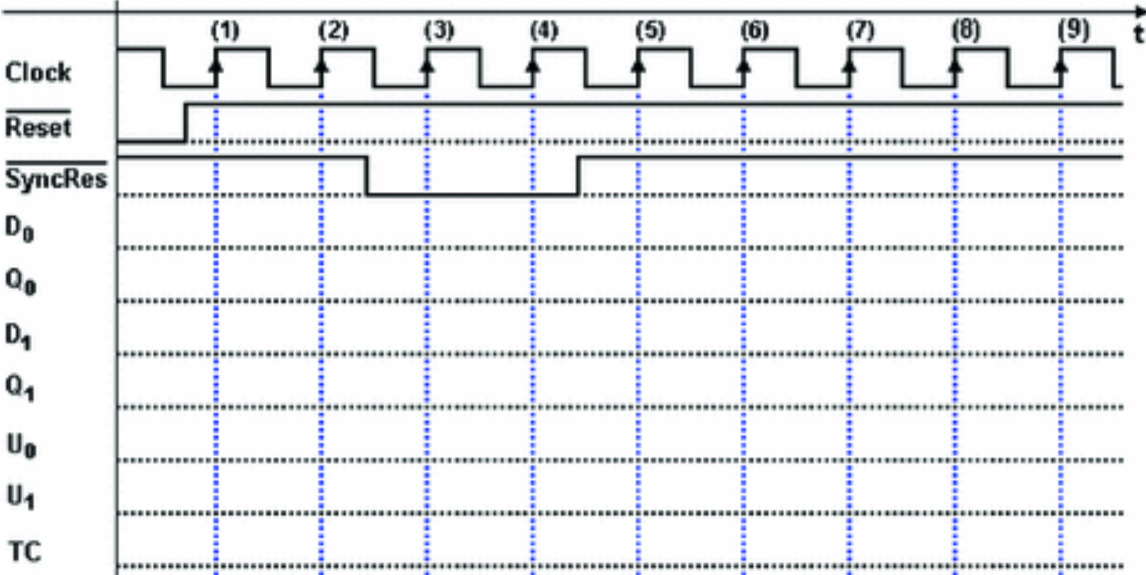 (1) (2) (3) (4) (5) (6) (7) (8) (9) t
Clock
Reset
SyncRes
D0
Q0
D1
Q1
U0
U1
TC